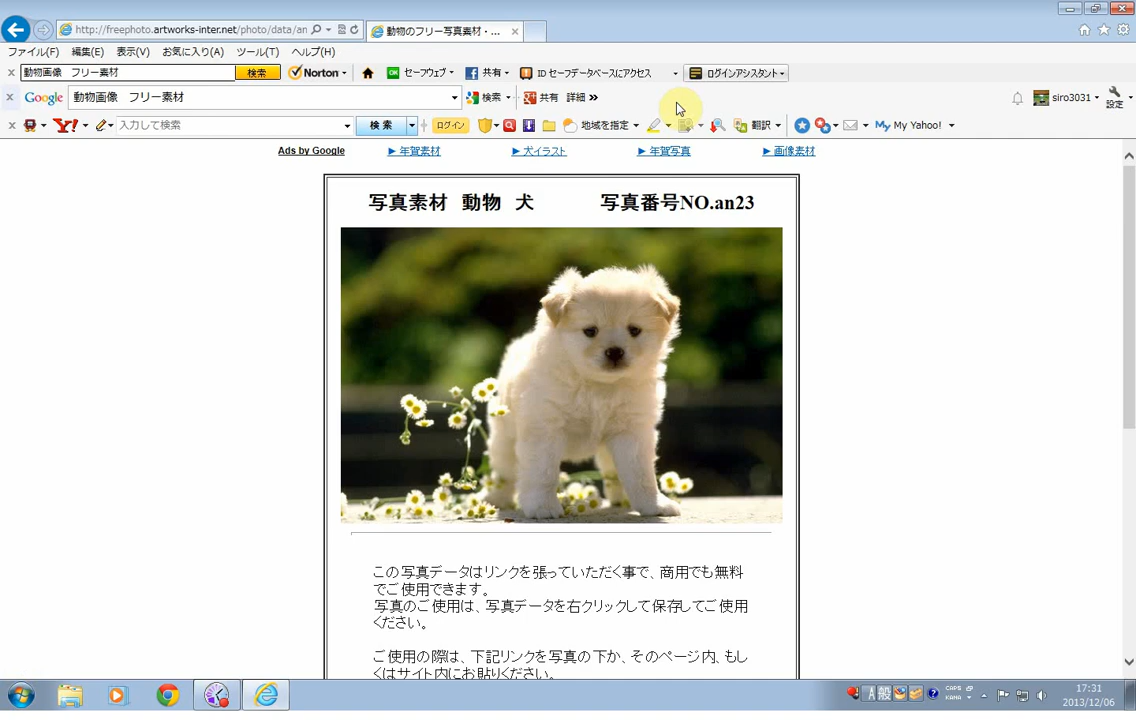 http://freephoto.artworks-inter.net/photo/data/an
動物のフリー写真素材・...
ファイル(F) 編集(E) 表示(V) お気に入り(A) ツール(T) ヘルプ(H)
動物画像 フリー素材 検索 Norton セーフウェブ 共有 IDセーフデータベースにアクセス ログインアシスタント
Google 動物画像 フリー素材 検索 共有 詳細 siro3031 設定
Y! 入力して検索 検索 ログイン 地域を指定 翻訳 My Yahoo!
Ads by Google ▶ 年賀素材 ▶ 犬イラスト ▶ 年賀写真 ▶ 画像素材
写真素材 動物 犬 写真番号NO.an23
この写真データはリンクを張っていただく事で、商用でも無料
でご使用できます。
写真のご使用は、写真データを右クリックして保存してご使用
ください。
ご使用の際は、下記リンクを写真の下か、そのページ内、もし
くはサイト内にお貼りください。
A 般 CAPS KANA
17:31
2013/12/06